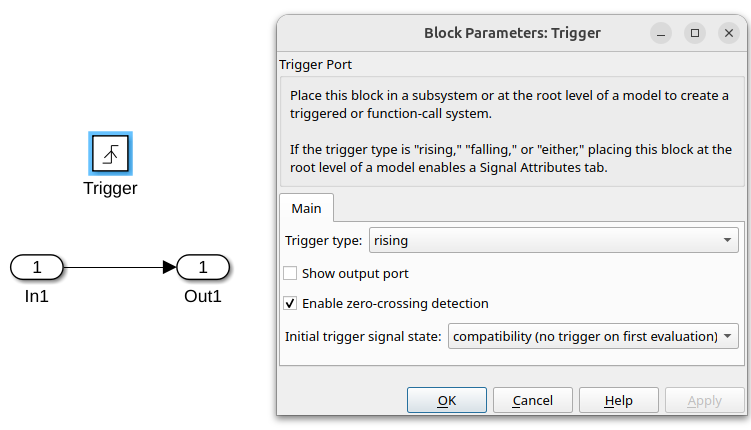 Block Parameters: Trigger
Trigger Port
Place this block in a subsystem or at the root level of a model to create a
triggered or function-call system.
If the trigger type is "rising," "falling," or "either," placing this block at the
root level of a model enables a Signal Attributes tab.
Main
Trigger type: rising
Show output port
Enable zero-crossing detection
Initial trigger signal state: compatibility (no trigger on first evaluation)
OK Cancel Help Apply
Trigger
1 1
In1 Out1